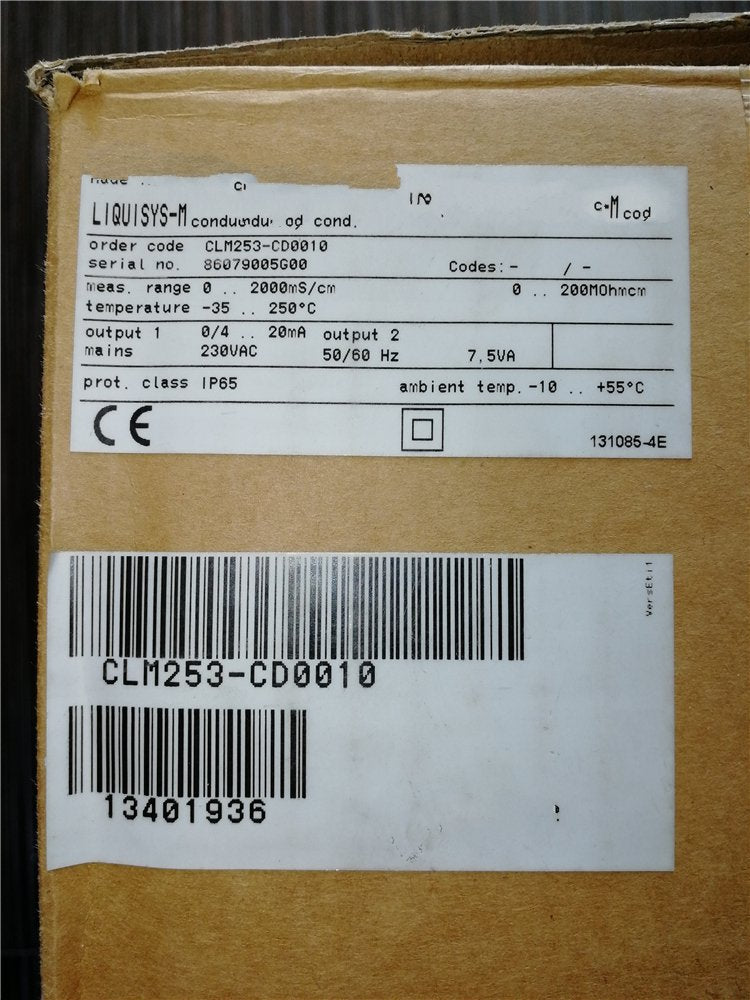 LIQUISYS-M cond.
order code CLM253-CD0010
serial no. 86079005G00 Codes: - / -
meas. range 0 .. 2000mS/cm 0 .. 200MOhmcm
temperature -35 .. 250°C
output 1 0/4 .. 20mA output 2
mains 230VAC 50/60 Hz 7,5VA
prot. class IP65 ambient temp. -10 .. +55°C
CE
131085-4E
VersEti1
CLM253-CD0010
13401936